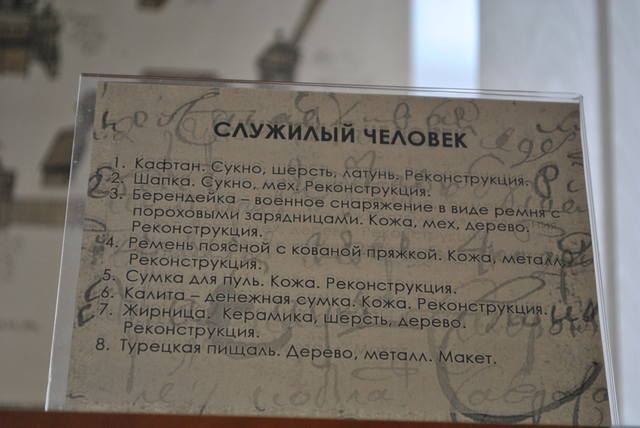 СЛУЖИЛЫЙ ЧЕЛОВЕК
1. Кафтан. Сукно, шерсть, латунь. Реконструкция.
2. Шапка. Сукно, мех. Реконструкция.
3. Берендейка – военное снаряжение в виде ремня с
пороховыми зарядницами. Кожа, мех, дерево.
Реконструкция.
4. Ремень поясной с кованой пряжкой. Кожа, металл.
Реконструкция.
5. Сумка для пуль. Кожа. Реконструкция.
6. Калита – денежная сумка. Кожа. Реконструкция.
7. Жирница. Керамика, шерсть, дерево.
Реконструкция.
8. Турецкая пищаль. Дерево, металл. Макет.